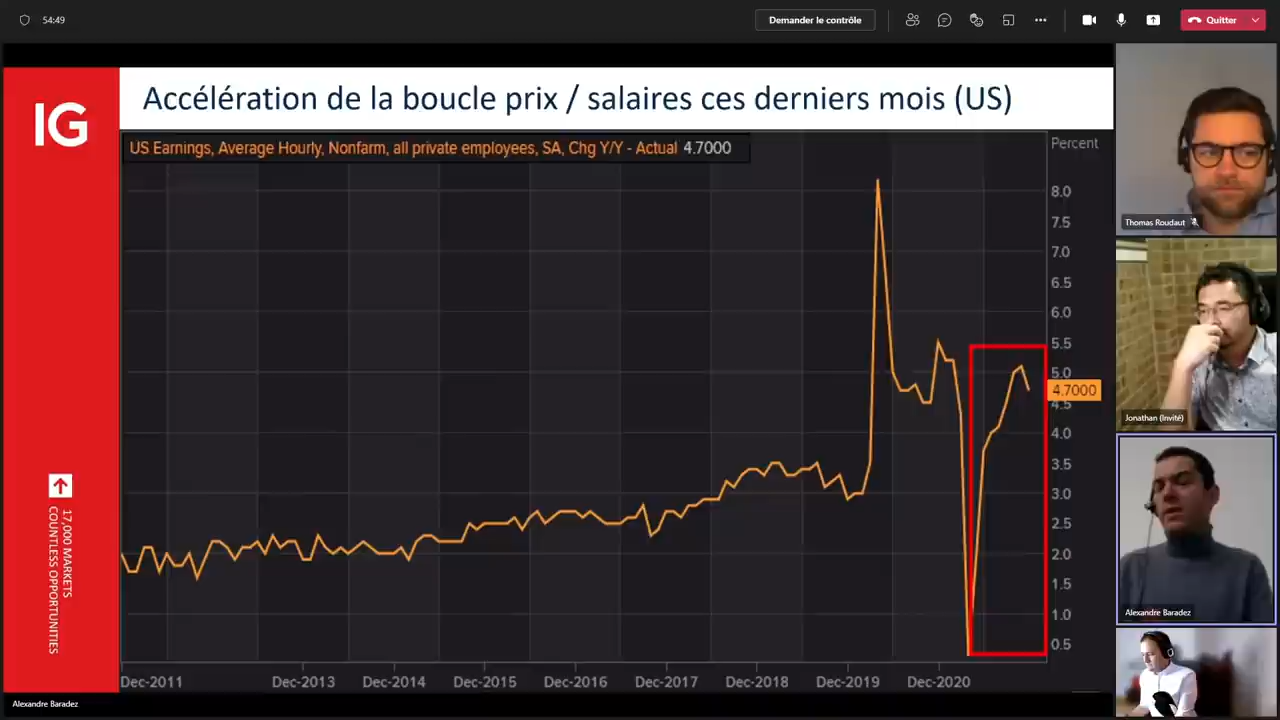 54:49
Demander le contrôle
Quitter
IG
Accélération de la boucle prix / salaires ces derniers mois (US)
US Earnings, Average Hourly, Nonfarm, all private employees, SA, Chg Y/Y - Actual 4.7000
Percent
8.0
7.5
7.0
6.5
6.0
5.5
5.0
4.7000
4.5
4.0
3.5
3.0
2.5
2.0
1.5
1.0
0.5
Dec-2011
Dec-2013
Dec-2014
Dec-2015
Dec-2016
Dec-2017
Dec-2018
Dec-2019
Dec-2020
17,000 MARKETS
COUNTLESS OPPORTUNITIES
Thomas Roudaut
Jonathan (Invité)
Alexandre Baradez
Alexandre Baradez